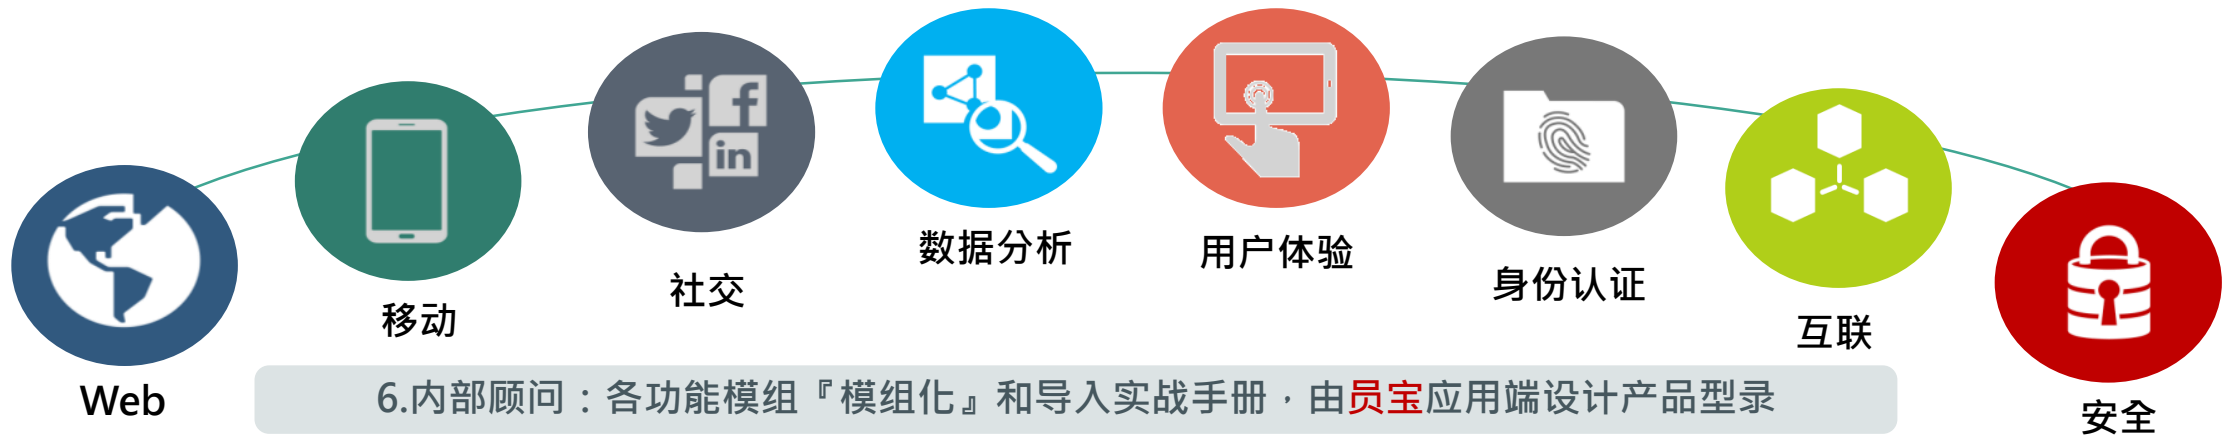 Web
移动
社交
in
数据分析
用户体验
身份认证
互联
安全
6.内部顾问：各功能模组『模组化』和导入实战手册，由员宝应用端设计产品型录